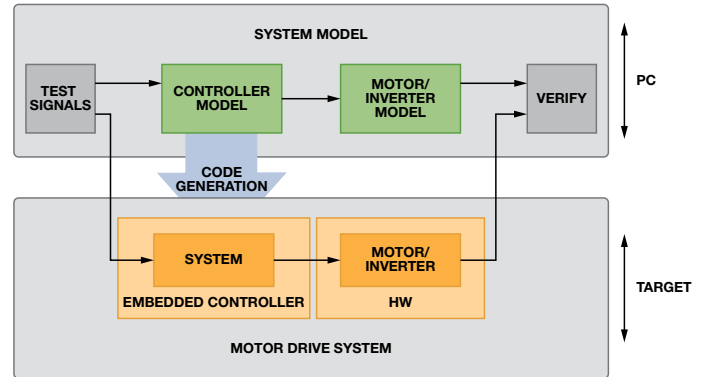 SYSTEM MODEL
TEST
SIGNALS
CONTROLLER
MODEL
MOTOR/
INVERTER
MODEL
VERIFY
PC
CODE
GENERATION
SYSTEM
EMBEDDED CONTROLLER
MOTOR/
INVERTER
HW
TARGET
MOTOR DRIVE SYSTEM